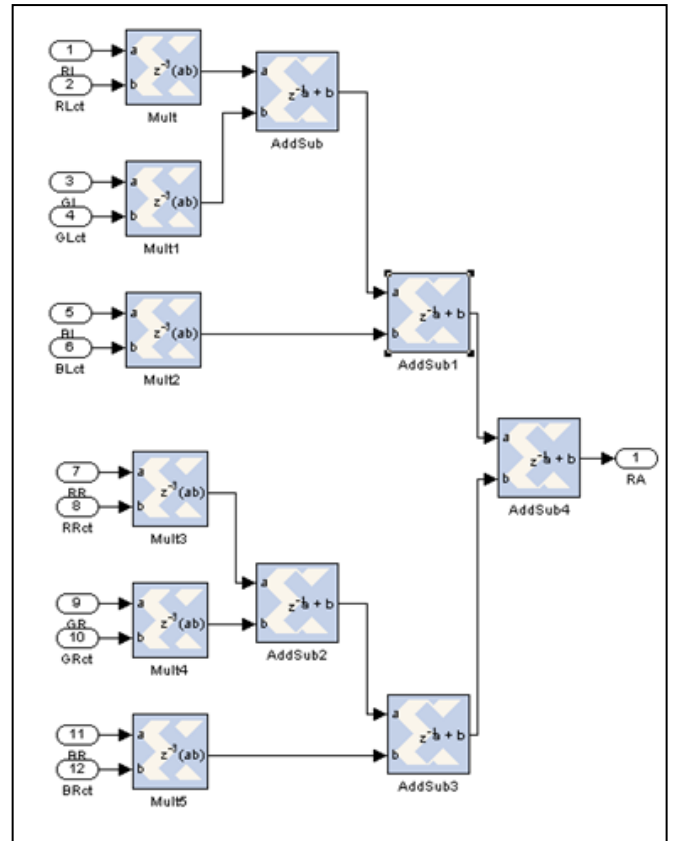 1
RL
2
RLct
a
b
z⁻³(ab)
Mult
a
b
z⁻¹a + b
AddSub
3
GL
4
GLct
a
b
z⁻³(ab)
Mult1
5
BL
6
BLct
a
b
z⁻³(ab)
Mult2
a
b
z⁻¹a + b
AddSub1
7
RR
8
RRct
a
b
z⁻³(ab)
Mult3
a
b
z⁻¹a + b
AddSub4
1
RA
9
GR
10
GRct
a
b
z⁻³(ab)
Mult4
a
b
z⁻¹a + b
AddSub2
11
BR
12
BRct
a
b
z⁻³(ab)
Mult5
a
b
z⁻¹a + b
AddSub3